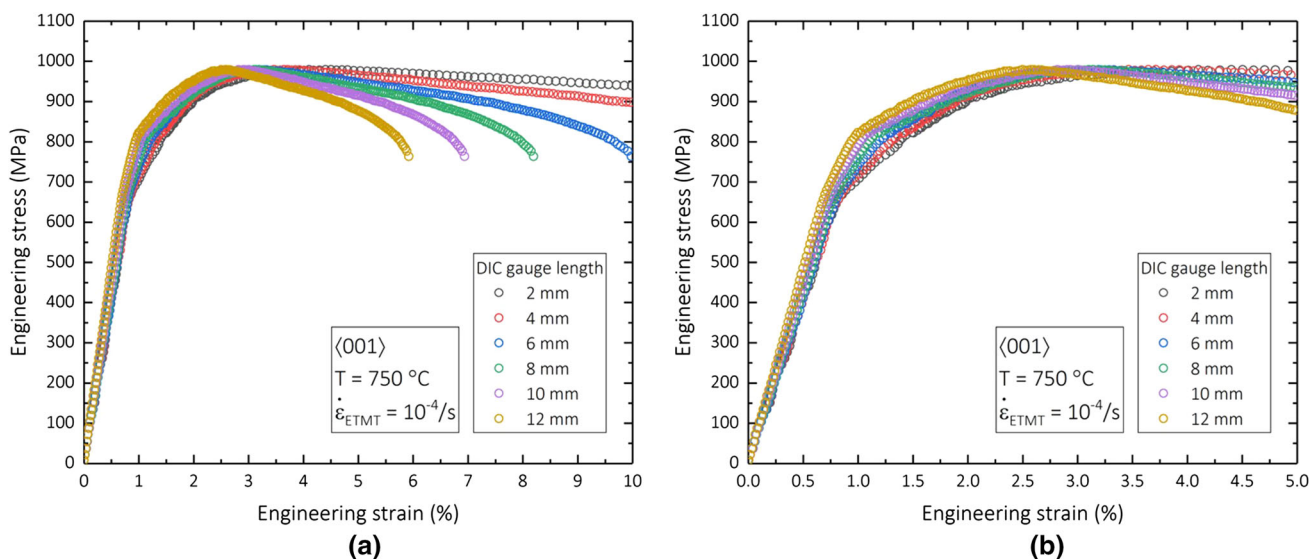 1100
1000
900
800
700
600
500
400
300
200
100
0
Engineering stress (MPa)
⟨001⟩
T = 750 °C
ε̇ETMT = 10⁻⁴/s
DIC gauge length
2 mm
4 mm
6 mm
8 mm
10 mm
12 mm
0 1 2 3 4 5 6 7 8 9 10
Engineering strain (%)
(a)
1100
1000
900
800
700
600
500
400
300
200
100
0
Engineering stress (MPa)
⟨001⟩
T = 750 °C
ε̇ETMT = 10⁻⁴/s
DIC gauge length
2 mm
4 mm
6 mm
8 mm
10 mm
12 mm
0.0 0.5 1.0 1.5 2.0 2.5 3.0 3.5 4.0 4.5 5.0
Engineering strain (%)
(b)